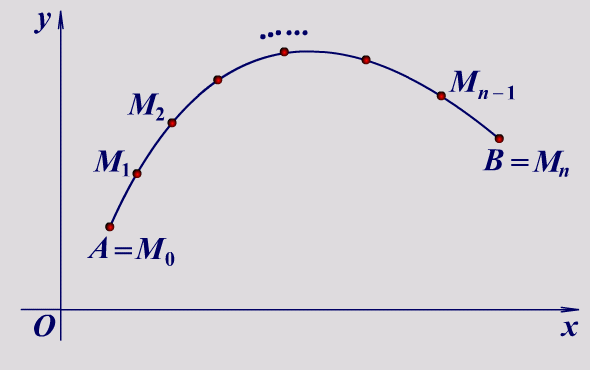 y
......
M₂
Mₙ₋₁
M₁
B = Mₙ
A = M₀
O
x